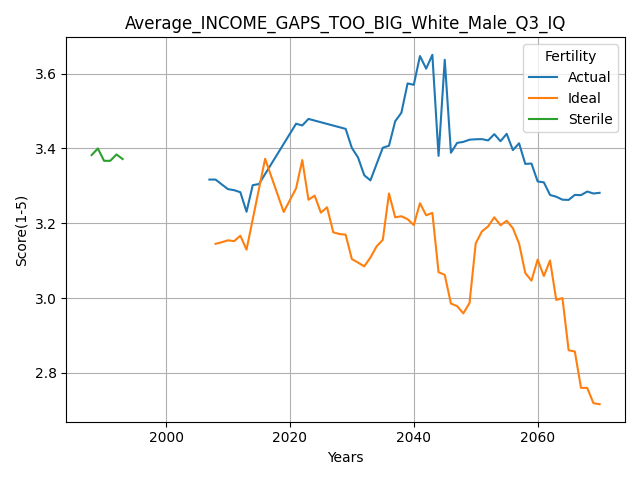 Average_INCOME_GAPS_TOO_BIG_White_Male_Q3_IQ
Fertility
Actual
Ideal
Sterile
Score(1-5)
3.6
3.4
3.2
3.0
2.8
2000
2020
2040
2060
Years